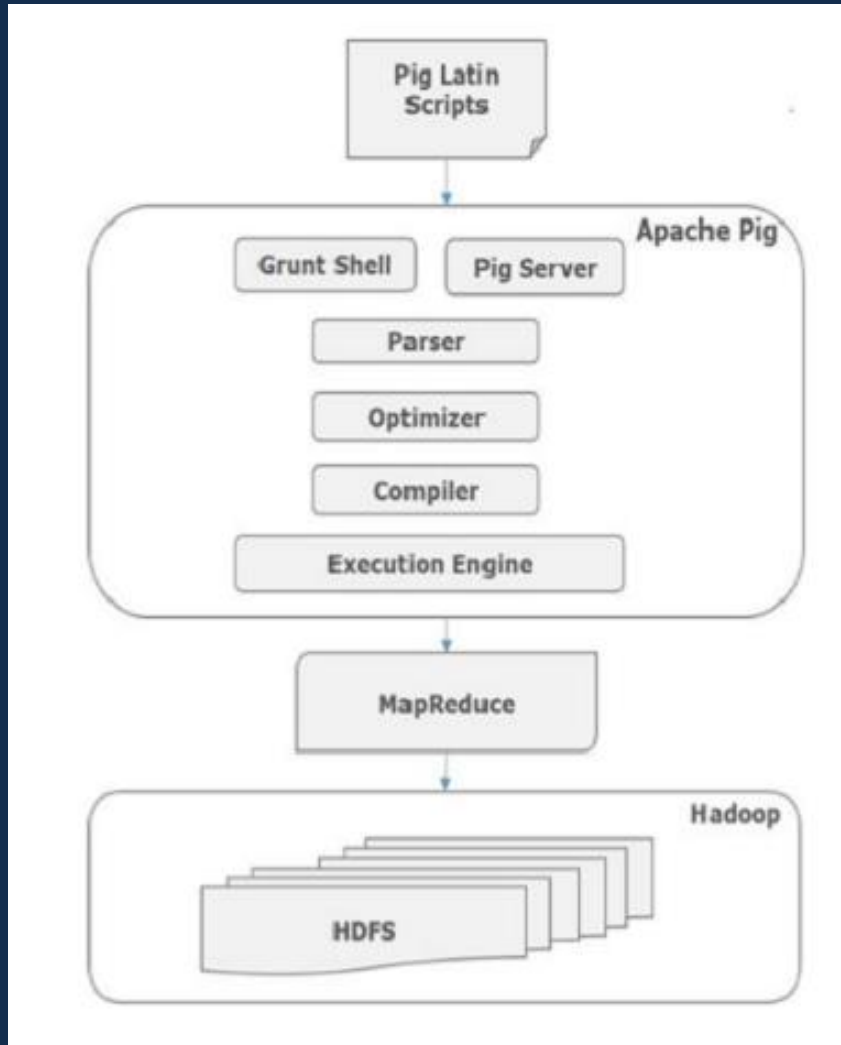 Pig Latin
Scripts
Apache Pig
Grunt Shell
Pig Server
Parser
Optimizer
Compiler
Execution Engine
MapReduce
Hadoop
HDFS